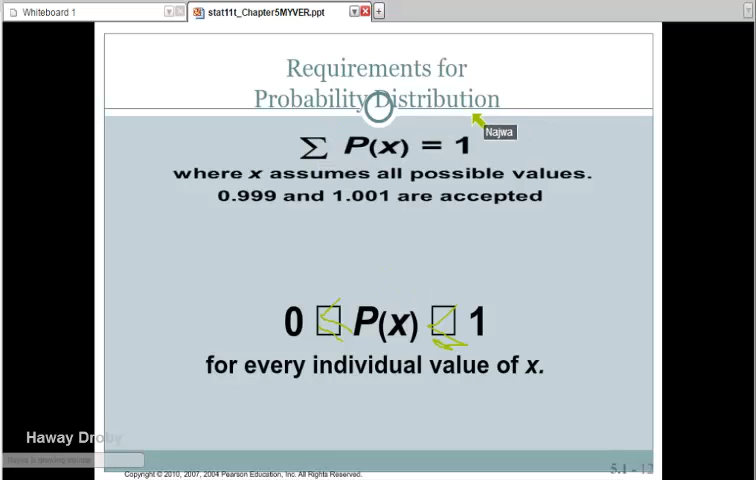 Whiteboard 1
stat11t_Chapter5MYVER.ppt
Requirements for
Probability Distribution
Najwa
∑ P(x) = 1
where x assumes all possible values.
0.999 and 1.001 are accepted
0 ≤ P(x) ≤ 1
for every individual value of x.
Haway Droby
5.1 - 12
Copyright © 2010, 2007, 2004 Pearson Education, Inc. All Rights Reserved.